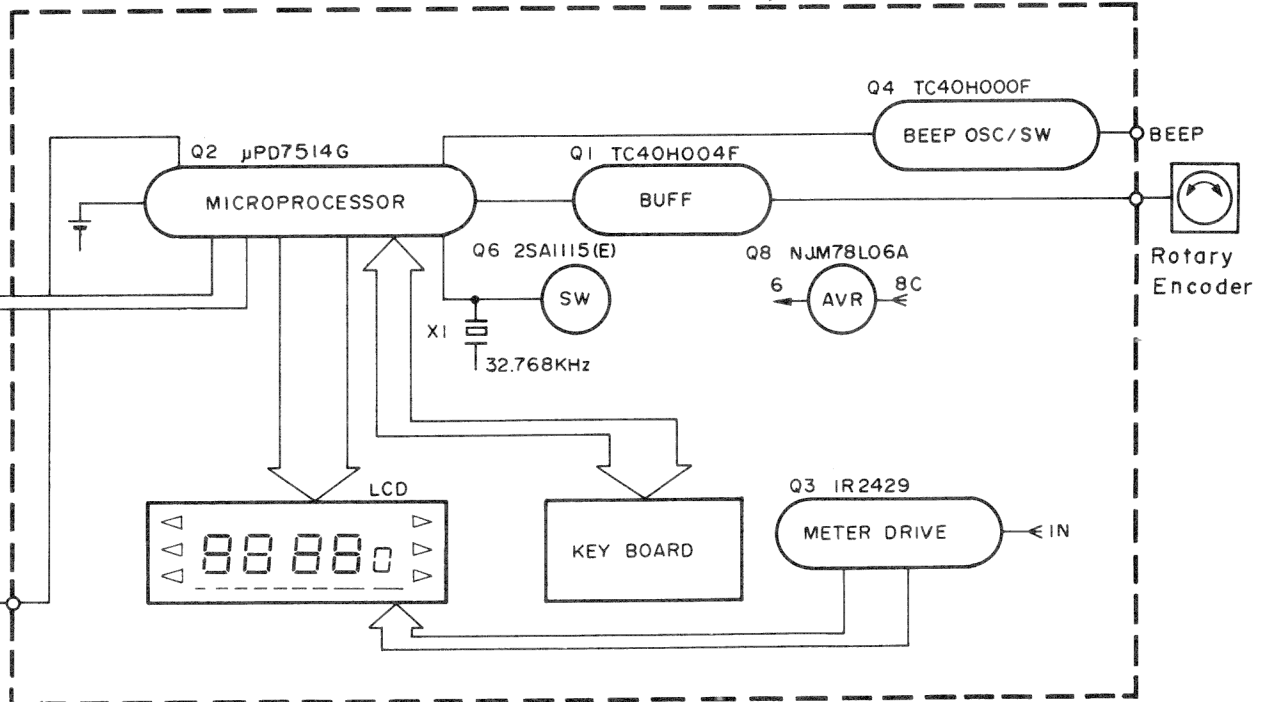 Q4 TC40H000F
BEEP OSC/SW
BEEP
Q2 µPD7514G
MICROPROCESSOR
Q1 TC40H004F
BUFF
Rotary
Encoder
Q6 2SA1115(E)
SW
X1
32.768KHz
Q8 NJM78L06A
6
AVR
8C
LCD
88 88 0
KEY BOARD
Q3 IR2429
METER DRIVE
IN